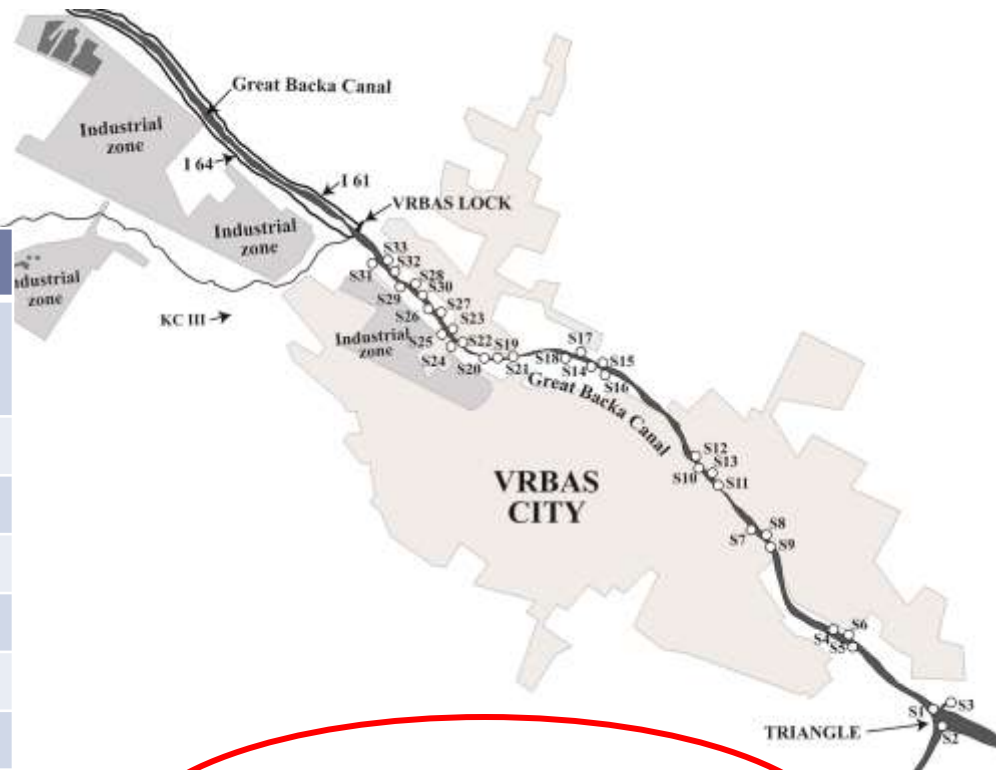 Great Backa Canal
Industrial
zone
I 64
I 61
VRBAS LOCK
Industrial
zone
S33
S31
S32
ndustrial
zone
S28
S29
S30
KC III
S26
S27
S23
Industrial
zone
S25
S22
S19
S17
S24
S20
S21
S18
S14
S15
S16
Great Backa Canal
S12
S13
S10
S11
VRBAS
CITY
S7
S8
S9
S4
S6
S5
S1
S3
TRIANGLE
S2